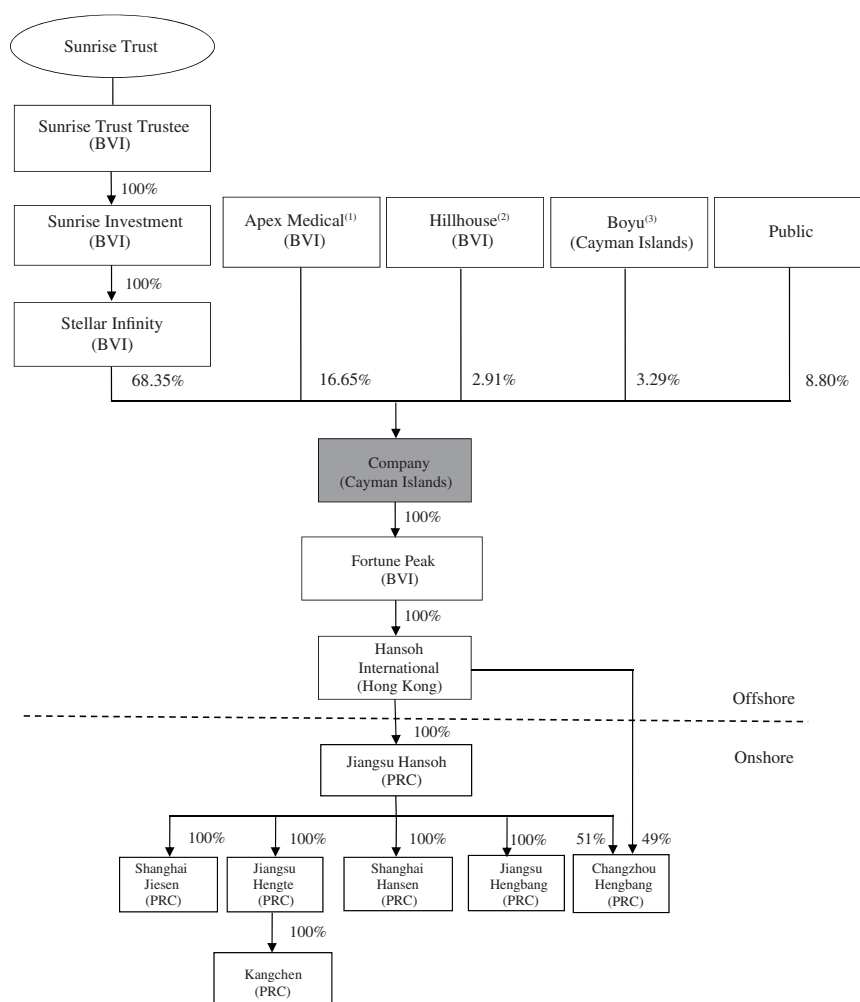 Sunrise Trust
Sunrise Trust Trustee
(BVI)
100%
Sunrise Investment
(BVI)
Apex Medical(1)
(BVI)
Hillhouse(2)
(BVI)
Boyu(3)
(Cayman Islands)
Public
100%
Stellar Infinity
(BVI)
68.35%
16.65%
2.91%
3.29%
8.80%
Company
(Cayman Islands)
100%
Fortune Peak
(BVI)
100%
Hansoh
International
(Hong Kong)
Offshore
100%
Onshore
Jiangsu Hansoh
(PRC)
100%
100%
100%
100%
51%
49%
Shanghai
Jiesen
(PRC)
Jiangsu
Hengte
(PRC)
Shanghai
Hansen
(PRC)
Jiangsu
Hengbang
(PRC)
Changzhou
Hengbang
(PRC)
100%
Kangchen
(PRC)